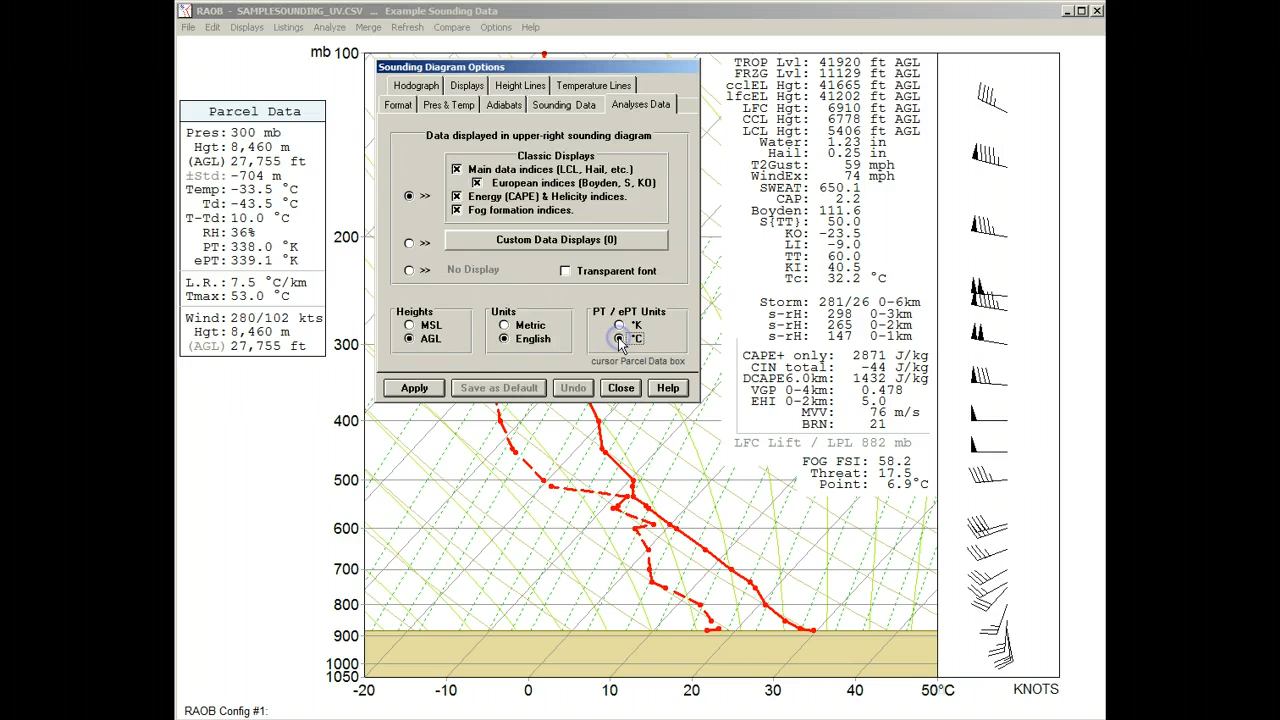 RAOB - SAMPLESOUNDING_UV.CSV ... Example Sounding Data
File Edit Displays Listings Analyze Merge Refresh Compare Options Help
mb 100
200
300
400
500
600
700
800
900
1000
1050
-20 -10 0 10 20 30 40 50°C KNOTS
RAOB Config #1:
Parcel Data
Pres: 300 mb
Hgt: 8,460 m
(AGL) 27,755 ft
±Std: -704 m
Temp: -33.5 °C
Td: -43.5 °C
T-Td: 10.0 °C
RH: 36%
PT: 338.0 °K
ePT: 339.1 °K
L.R.: 7.5 °C/km
Tmax: 53.0 °C
Wind: 280/102 kts
Hgt: 8,460 m
(AGL) 27,755 ft
Sounding Diagram Options
Hodograph Displays Height Lines Temperature Lines
Format Pres & Temp Adiabats Sounding Data Analyses Data
Data displayed in upper-right sounding diagram
Classic Displays
Main data indices (LCL, Hail, etc.)
European indices (Boyden, S, KO)
>> Energy (CAPE) & Helicity indices.
Fog formation indices.
>> Custom Data Displays (0)
>> No Display Transparent font
Heights Units PT / ePT Units
MSL Metric °K
AGL English °C
cursor Parcel Data box
Apply Save as Default Undo Close Help
TROP Lvl: 41920 ft AGL
FRZG Lvl: 11129 ft AGL
cclEL Hgt: 41665 ft AGL
lfcEL Hgt: 41202 ft AGL
LFC Hgt: 6910 ft AGL
CCL Hgt: 6778 ft AGL
LCL Hgt: 5406 ft AGL
Water: 1.23 in
Hail: 0.25 in
T2Gust: 59 mph
WindEx: 74 mph
SWEAT: 650.1
CAP: 2.2
Boyden: 111.6
S{TT}: 50.0
KO: -23.5
LI: -9.0
TT: 60.0
KI: 40.5
Tc: 32.2 °C
Storm: 281/26 0-6km
s-rH: 298 0-3km
s-rH: 265 0-2km
s-rH: 147 0-1km
CAPE+ only: 2871 J/kg
CIN total: -44 J/kg
DCAPE6.0km: 1432 J/kg
VGP 0-4km: 0.478
EHI 0-2km: 5.0
MVV: 76 m/s
BRN: 21
LFC Lift / LPL 882 mb
FOG FSI: 58.2
Threat: 17.5
Point: 6.9°C